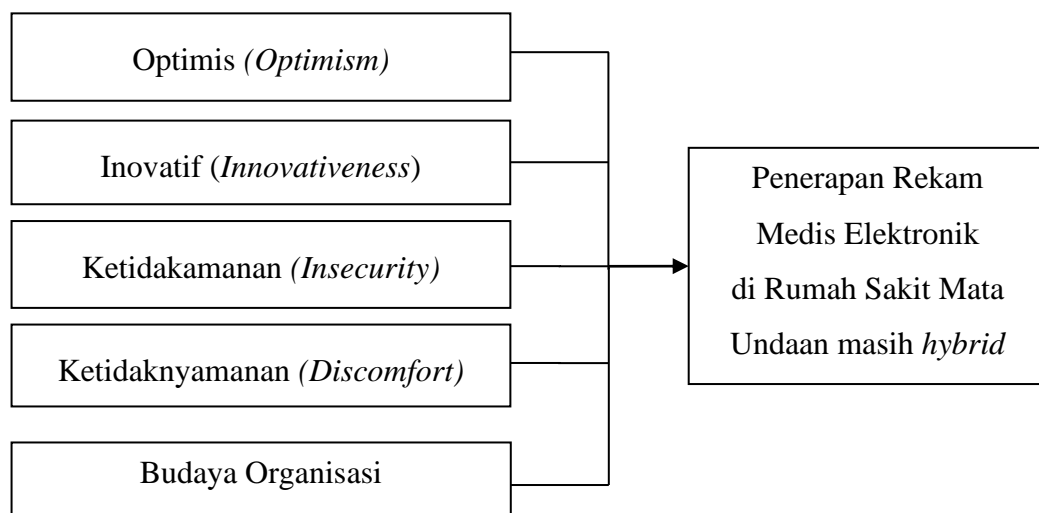 Optimis (Optimism)
Inovatif (Innovativeness)
Ketidakamanan (Insecurity)
Ketidaknyamanan (Discomfort)
Budaya Organisasi
Penerapan Rekam
Medis Elektronik
di Rumah Sakit Mata
Undaan masih hybrid